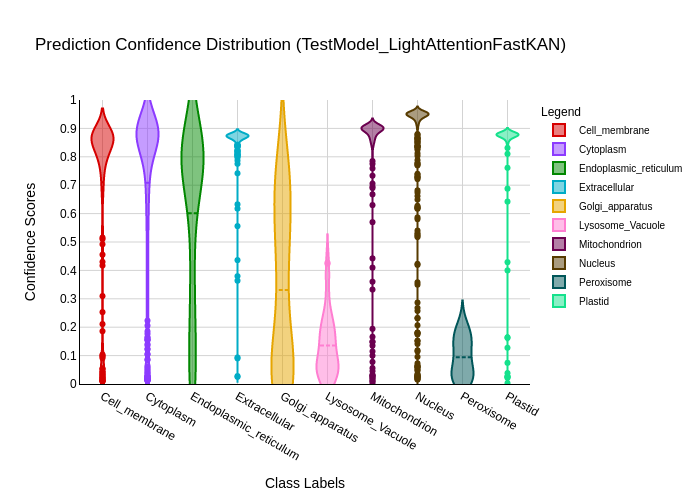 Prediction Confidence Distribution (TestModel_LightAttentionFastKAN)
Confidence Scores
1
0.9
0.8
0.7
0.6
0.5
0.4
0.3
0.2
0.1
0
Cell_membrane
Cytoplasm
Endoplasmic_reticulum
Extracellular
Golgi_apparatus
Lysosome_Vacuole
Mitochondrion
Nucleus
Peroxisome
Plastid
Class Labels
Legend
Cell_membrane
Cytoplasm
Endoplasmic_reticulum
Extracellular
Golgi_apparatus
Lysosome_Vacuole
Mitochondrion
Nucleus
Peroxisome
Plastid